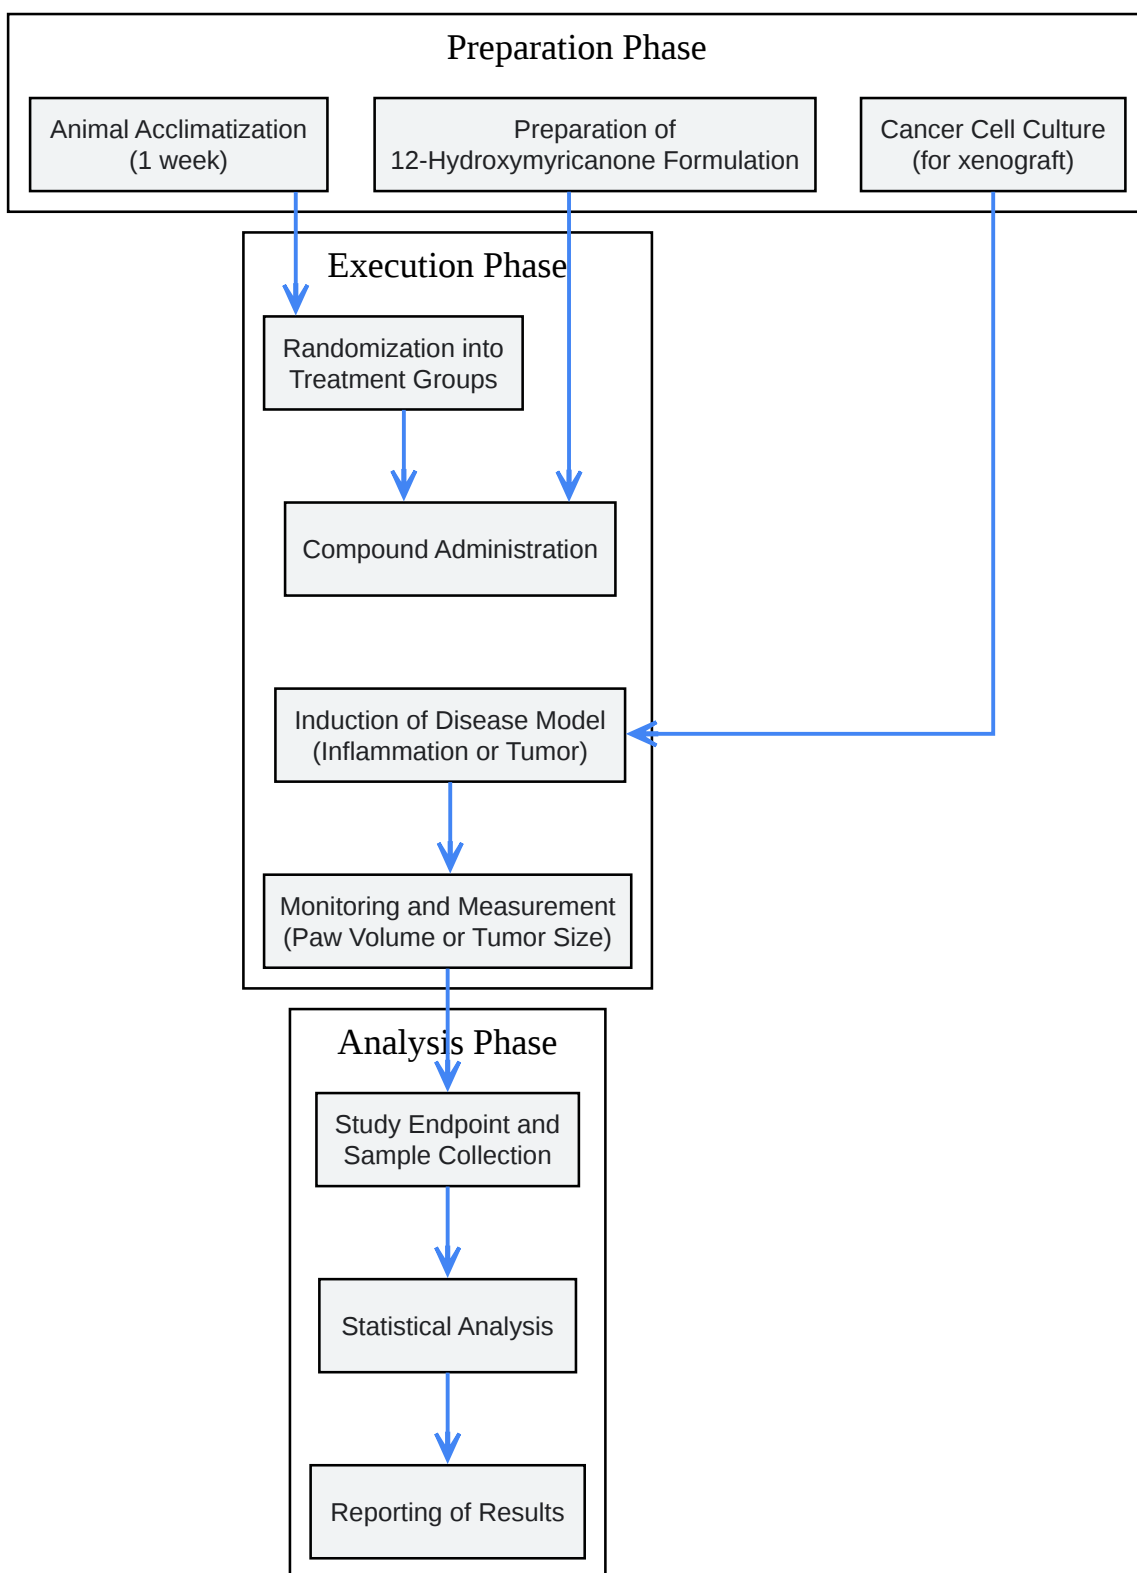 Preparation Phase
Animal Acclimatization
(1 week)
Preparation of
12-Hydroxymyricanone Formulation
Cancer Cell Culture
(for xenograft)
Execution Phase
Randomization into
Treatment Groups
Compound Administration
Induction of Disease Model
(Inflammation or Tumor)
Monitoring and Measurement
(Paw Volume or Tumor Size)
Analysis Phase
Study Endpoint and
Sample Collection
Statistical Analysis
Reporting of Results